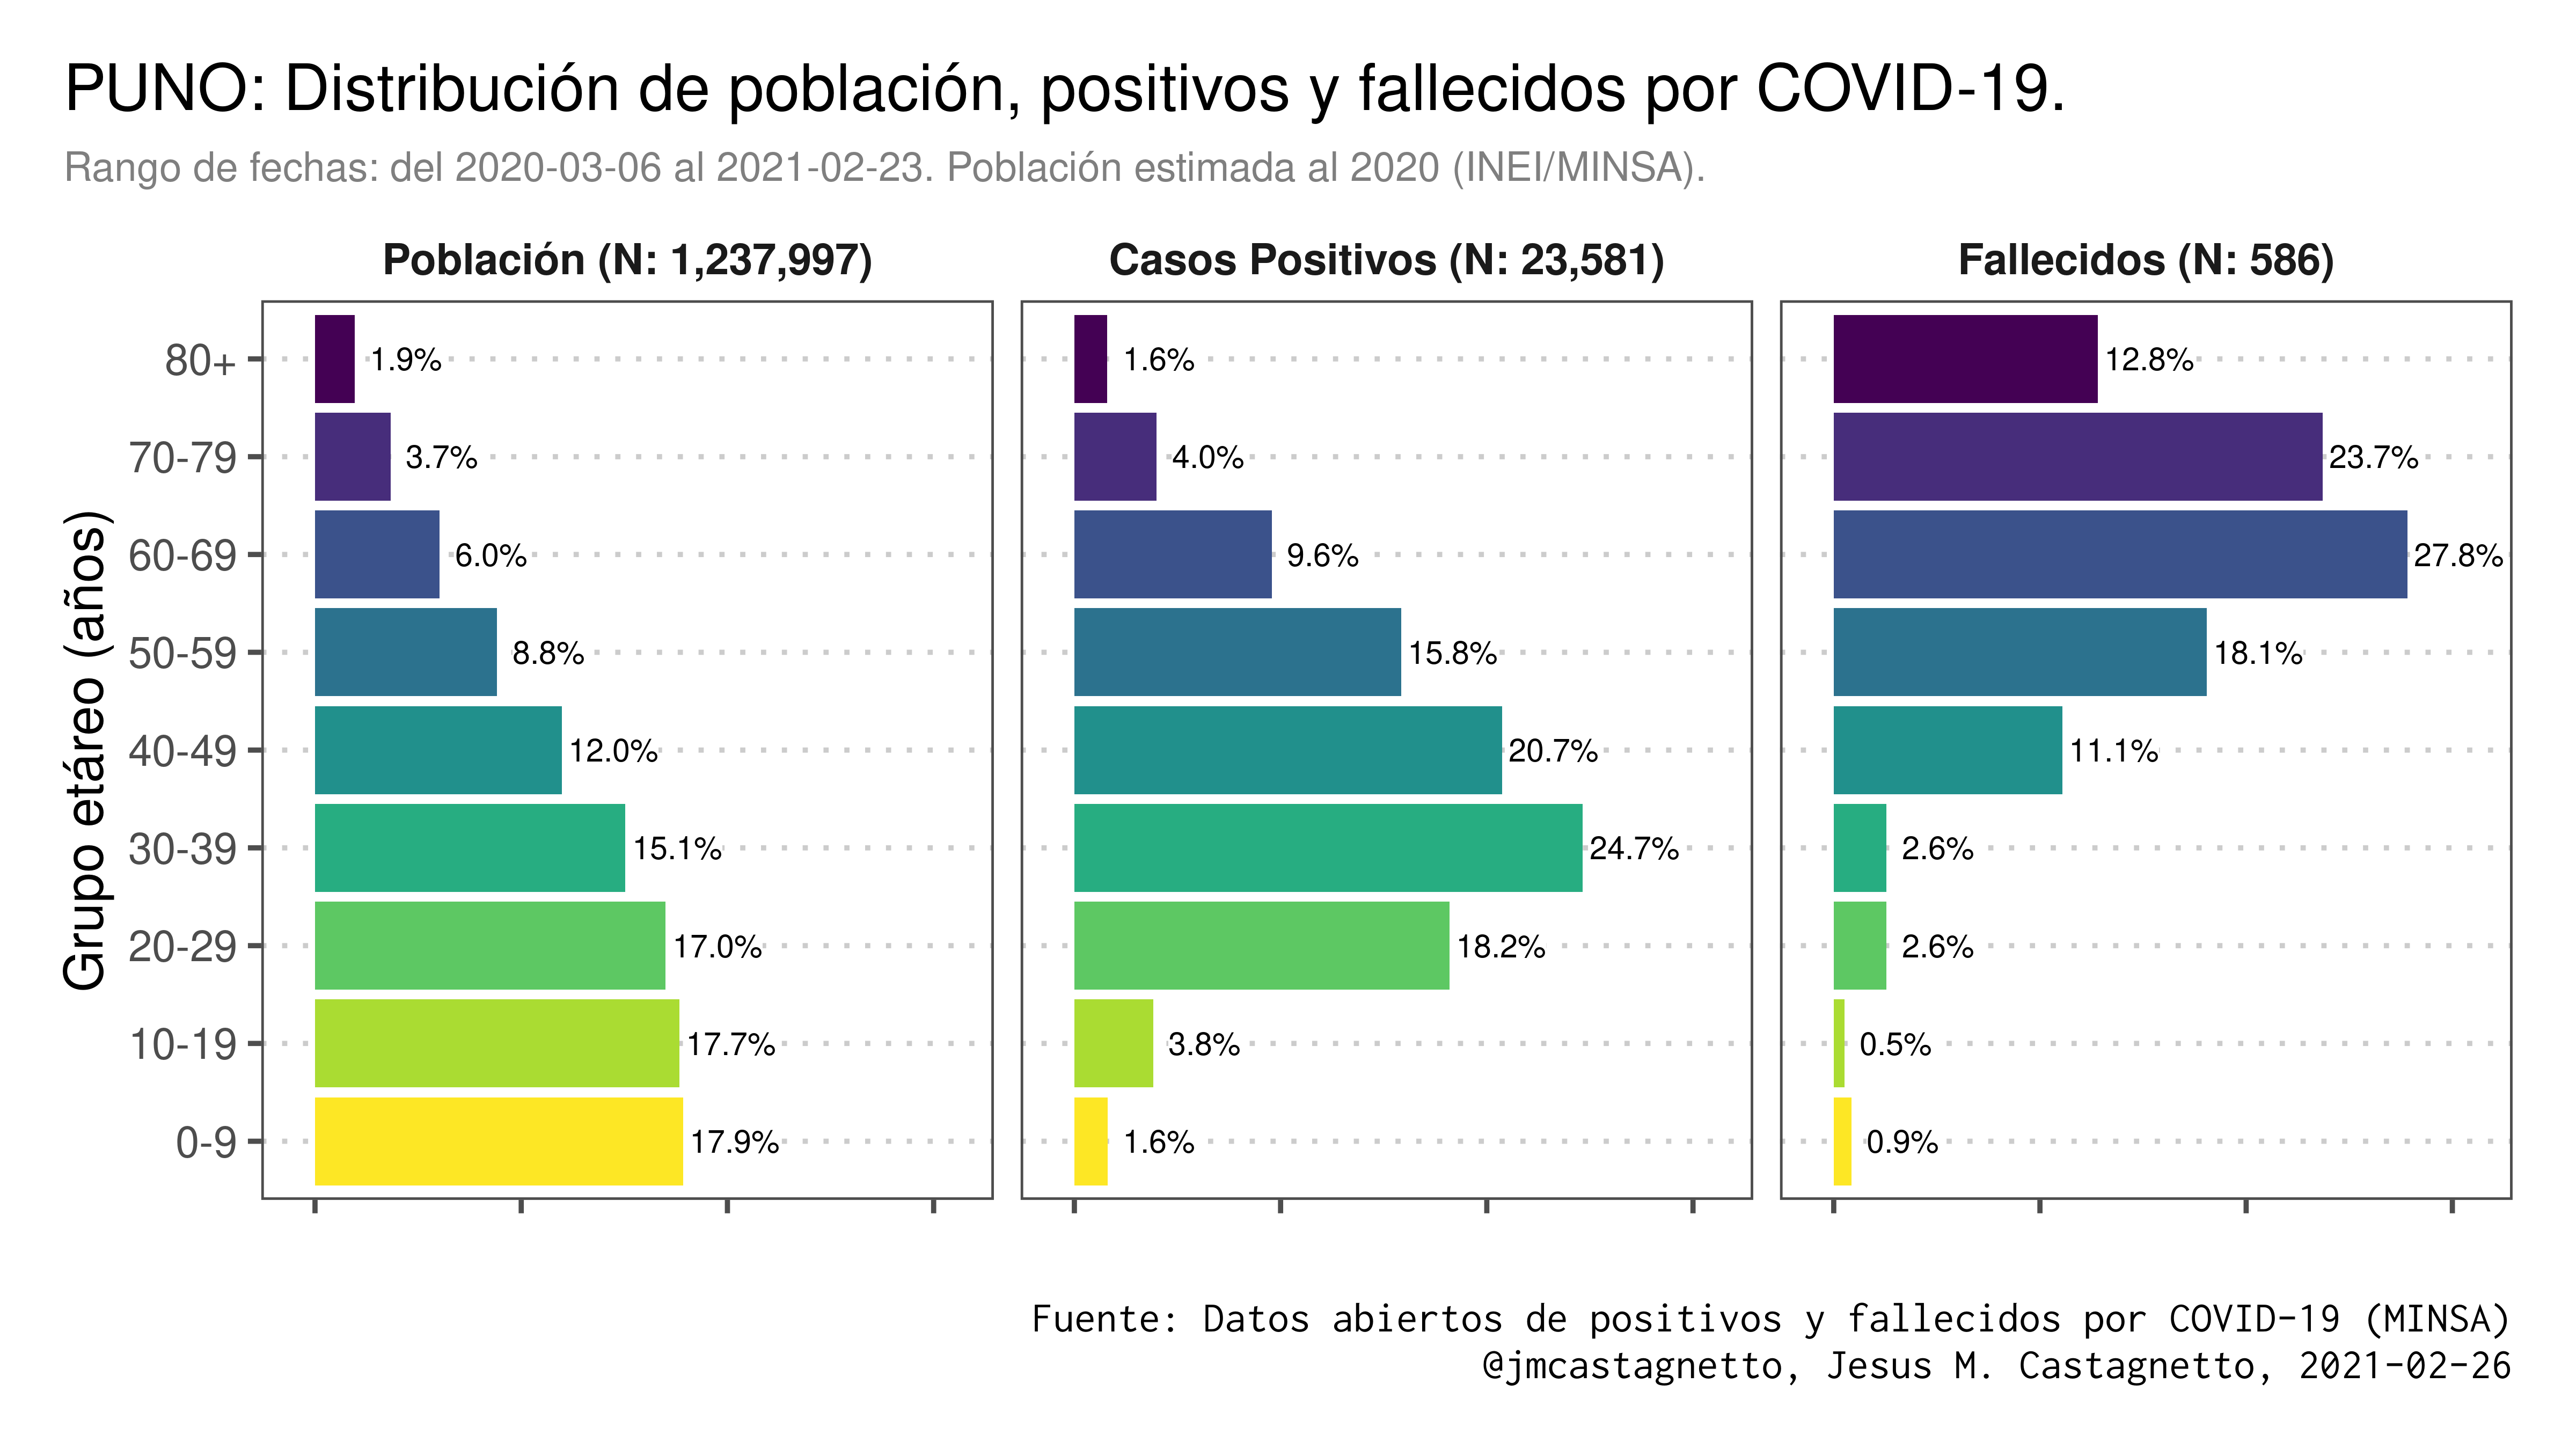 PUNO: Distribución de población, positivos y fallecidos por COVID-19.
Rango de fechas: del 2020-03-06 al 2021-02-23. Población estimada al 2020 (INEI/MINSA).
Población (N: 1,237,997)
Casos Positivos (N: 23,581)
Fallecidos (N: 586)
Grupo etáreo (años)
80+ 1.9% 1.6% 12.8%
70-79 3.7% 4.0% 23.7%
60-69 6.0% 9.6% 27.8%
50-59 8.8% 15.8% 18.1%
40-49 12.0% 20.7% 11.1%
30-39 15.1% 24.7% 2.6%
20-29 17.0% 18.2% 2.6%
10-19 17.7% 3.8% 0.5%
0-9 17.9% 1.6% 0.9%
Fuente: Datos abiertos de positivos y fallecidos por COVID-19 (MINSA)
@jmcastagnetto, Jesus M. Castagnetto, 2021-02-26